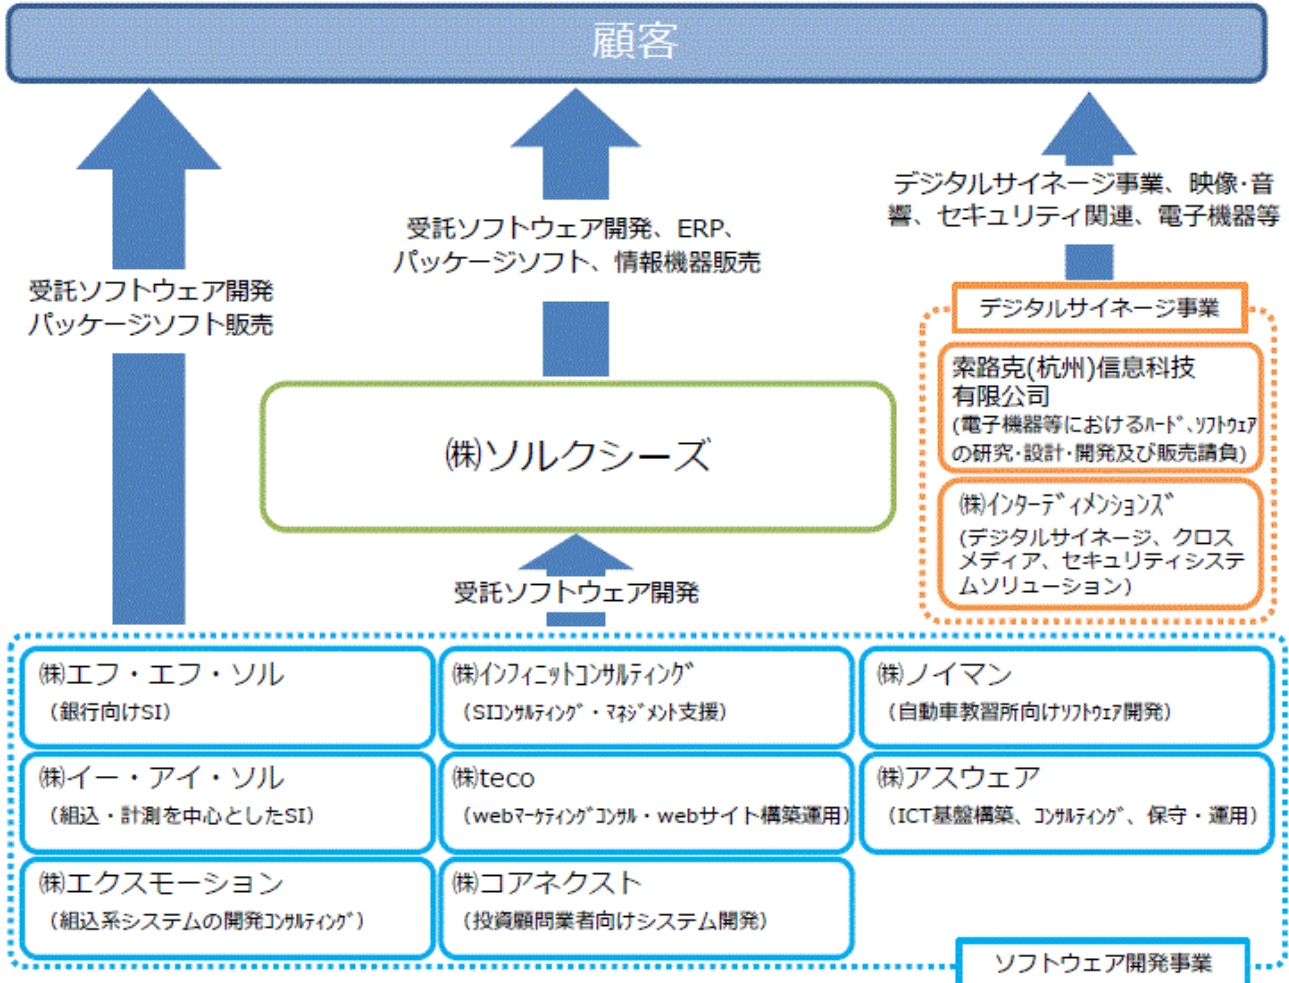 顧客
受託ソフトウェア開発
パッケージソフト販売
受託ソフトウェア開発、ERP、
パッケージソフト、情報機器販売
デジタルサイネージ事業、映像・音
響、セキュリティ関連、電子機器等
デジタルサイネージ事業
索路克(杭州)信息科技
有限公司
(電子機器等におけるﾊｰﾄﾞ、ｿﾌﾄｳｪｱ
の研究・設計・開発及び販売請負)
㈱ｲﾝﾀｰﾃﾞｨﾒﾝｼｮﾝｽﾞ
(デジタルサイネージ、クロス
メディア、セキュリティシステ
ムソリューション)
㈱ソルクシーズ
受託ソフトウェア開発
㈱エフ・エフ・ソル
（銀行向けSI）
㈱ｲﾝﾌｨﾆｯﾄｺﾝｻﾙﾃｨﾝｸﾞ
（SIｺﾝｻﾙﾃｨﾝｸﾞ・ﾏﾈｼﾞﾒﾝﾄ支援）
㈱ノイマン
（自動車教習所向けｿﾌﾄｳｪｱ開発）
㈱イー・アイ・ソル
（組込・計測を中心としたSI）
㈱teco
（webﾏｰｹﾃｨﾝｸﾞｺﾝｻﾙ・webサイト構築運用）
㈱アスウェア
（ICT基盤構築、ｺﾝｻﾙﾃｨﾝｸﾞ、保守・運用）
㈱エクスモーション
（組込系システムの開発ｺﾝｻﾙﾃｨﾝｸﾞ）
㈱コアネクスト
（投資顧問業者向けシステム開発）
ソフトウェア開発事業